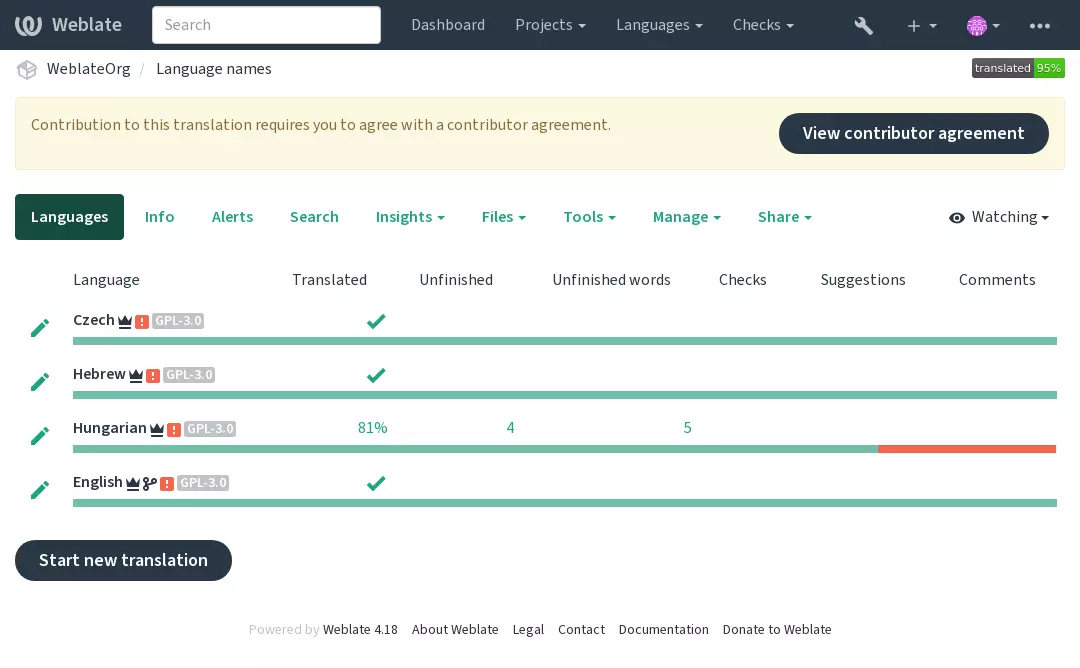 Weblate Search Dashboard Projects Languages Checks
WeblateOrg / Language names translated 95%
Contribution to this translation requires you to agree with a contributor agreement. View contributor agreement
Languages Info Alerts Search Insights Files Tools Manage Share Watching
Language Translated Unfinished Unfinished words Checks Suggestions Comments
Czech GPL-3.0
Hebrew GPL-3.0
Hungarian GPL-3.0 81% 4 5
English GPL-3.0
Start new translation
Powered by Weblate 4.18 About Weblate Legal Contact Documentation Donate to Weblate